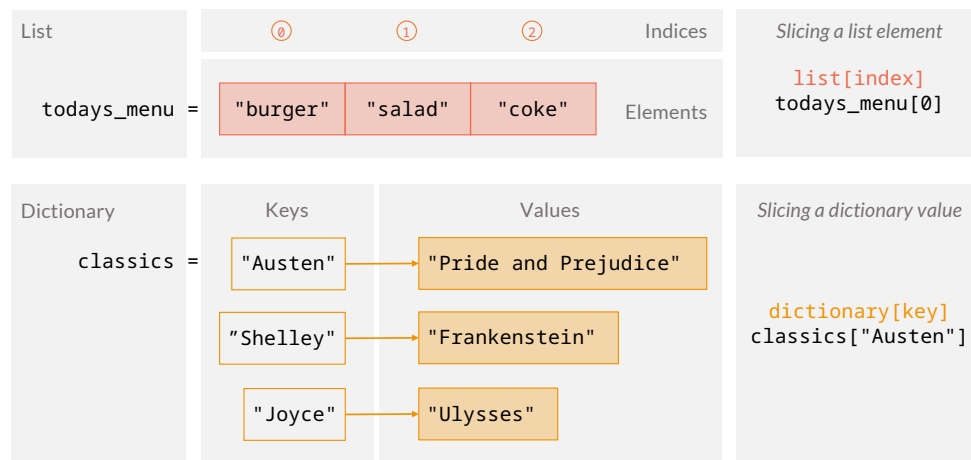 List
0 1 2 Indices
Slicing a list element
todays_menu = "burger" "salad" "coke" Elements
list[index]
todays_menu[0]
Dictionary
Keys
Values
Slicing a dictionary value
classics = "Austen" "Pride and Prejudice"
”Shelley" "Frankenstein"
"Joyce" "Ulysses"
dictionary[key]
classics["Austen"]